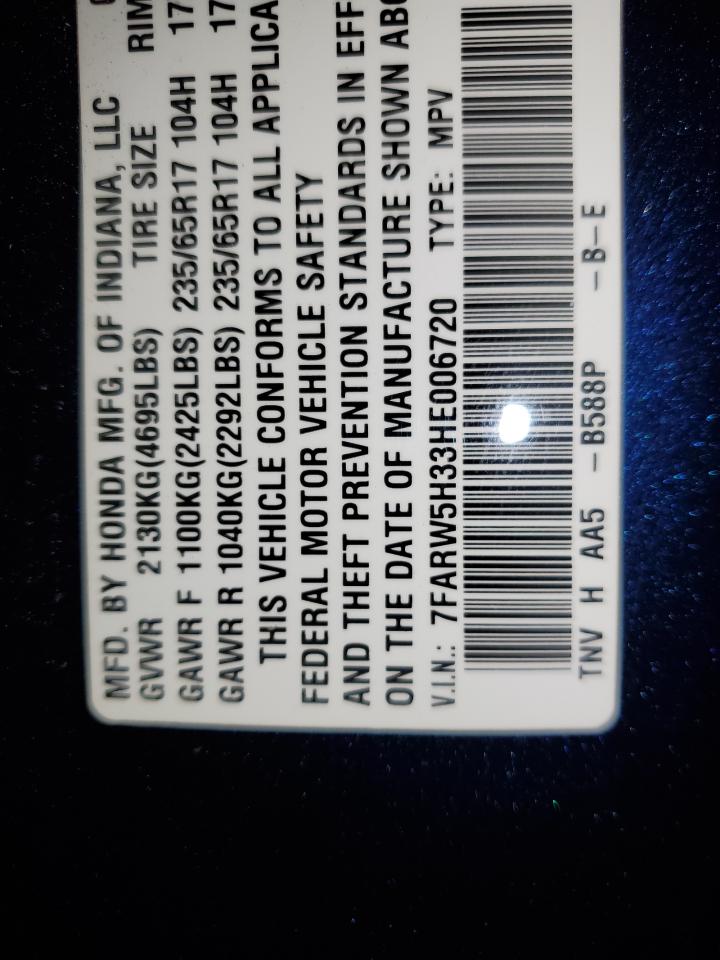 MFD. BY HONDA MFG. OF INDIANA, LLC
GVWR 2130KG(4695LBS) TIRE SIZE RIM
GAWR F 1100KG(2425LBS) 235/65R17 104H 17
GAWR R 1040KG(2292LBS) 235/65R17 104H 17
THIS VEHICLE CONFORMS TO ALL APPLICA
FEDERAL MOTOR VEHICLE SAFETY
AND THEFT PREVENTION STANDARDS IN EFF
ON THE DATE OF MANUFACTURE SHOWN ABO
V.I.N.: 7FARW5H33HE006720 TYPE: MPV
TNV H AA5 –B588P –B–E